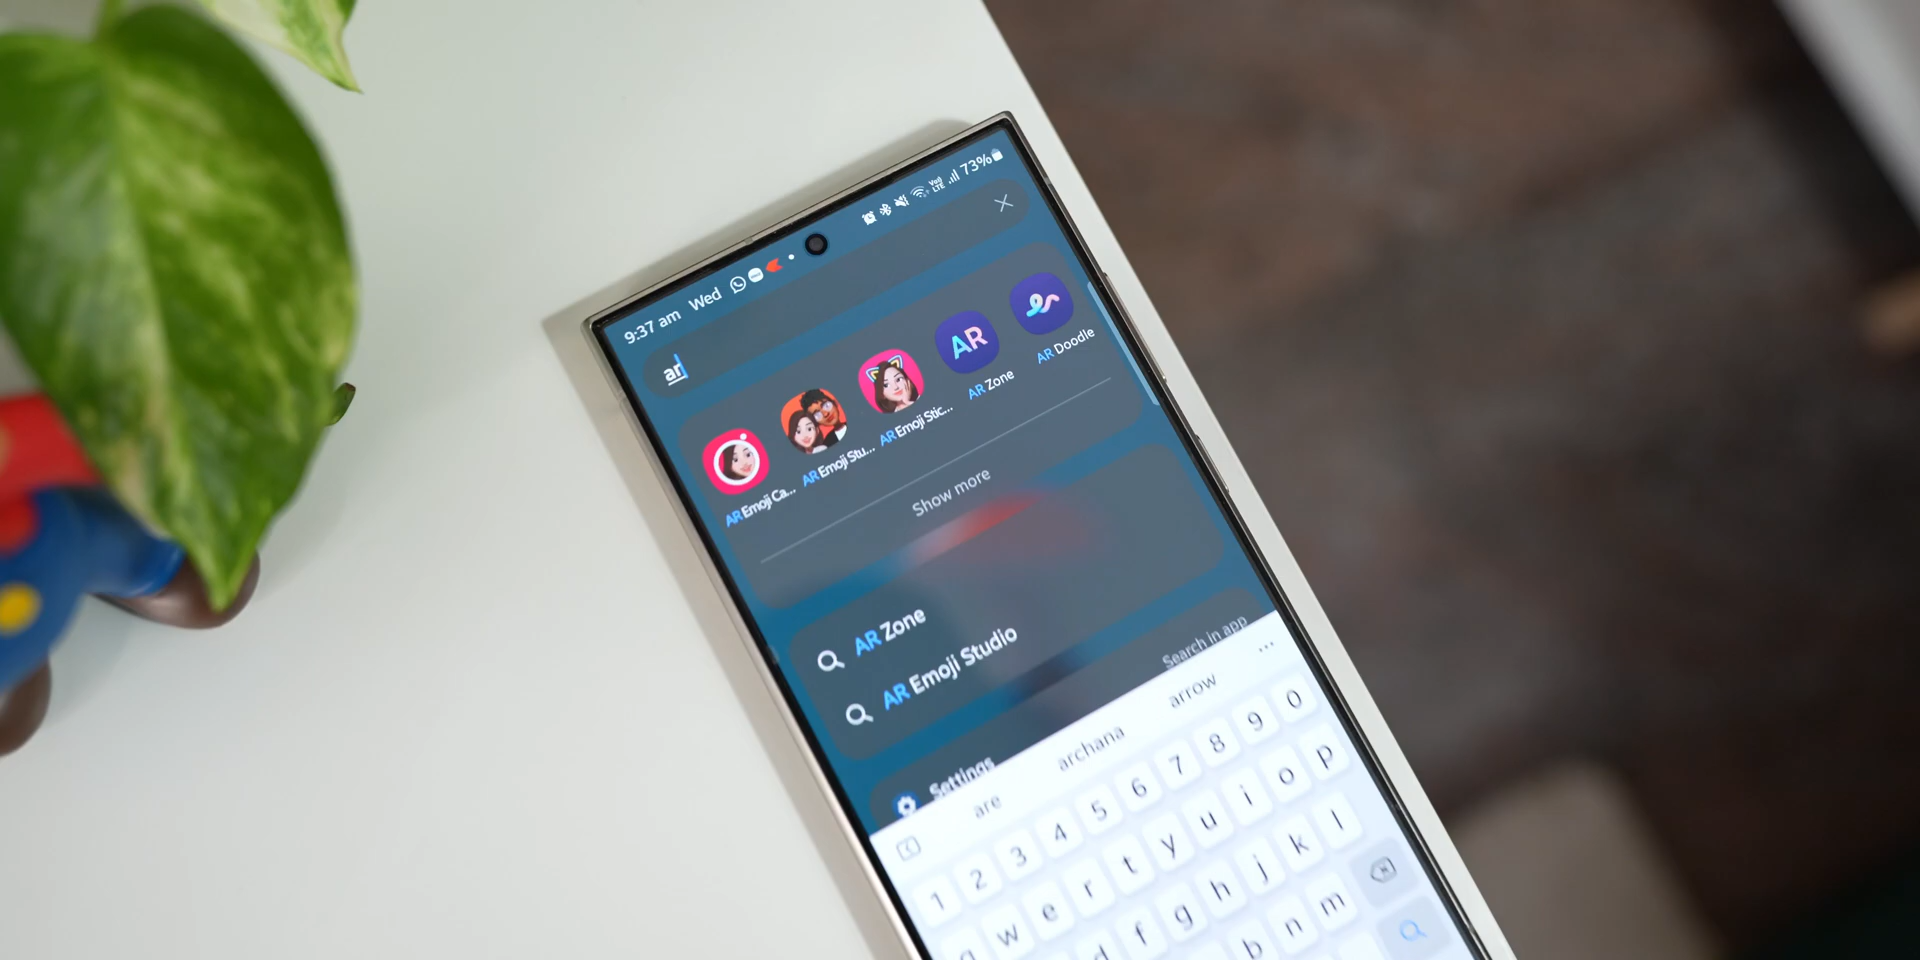 9:37 am Wed
73%
ar
AR Emoji Ca...
AR Emoji Stu...
AR Emoji Stic...
AR
AR Zone
AR Doodle
Show more
AR Zone
AR Emoji Studio
Search in app
Settings
are archana arrow
1 2 3 4 5 6 7 8 9 0
q w e r t y u i o p
d f g h j k l
b n m